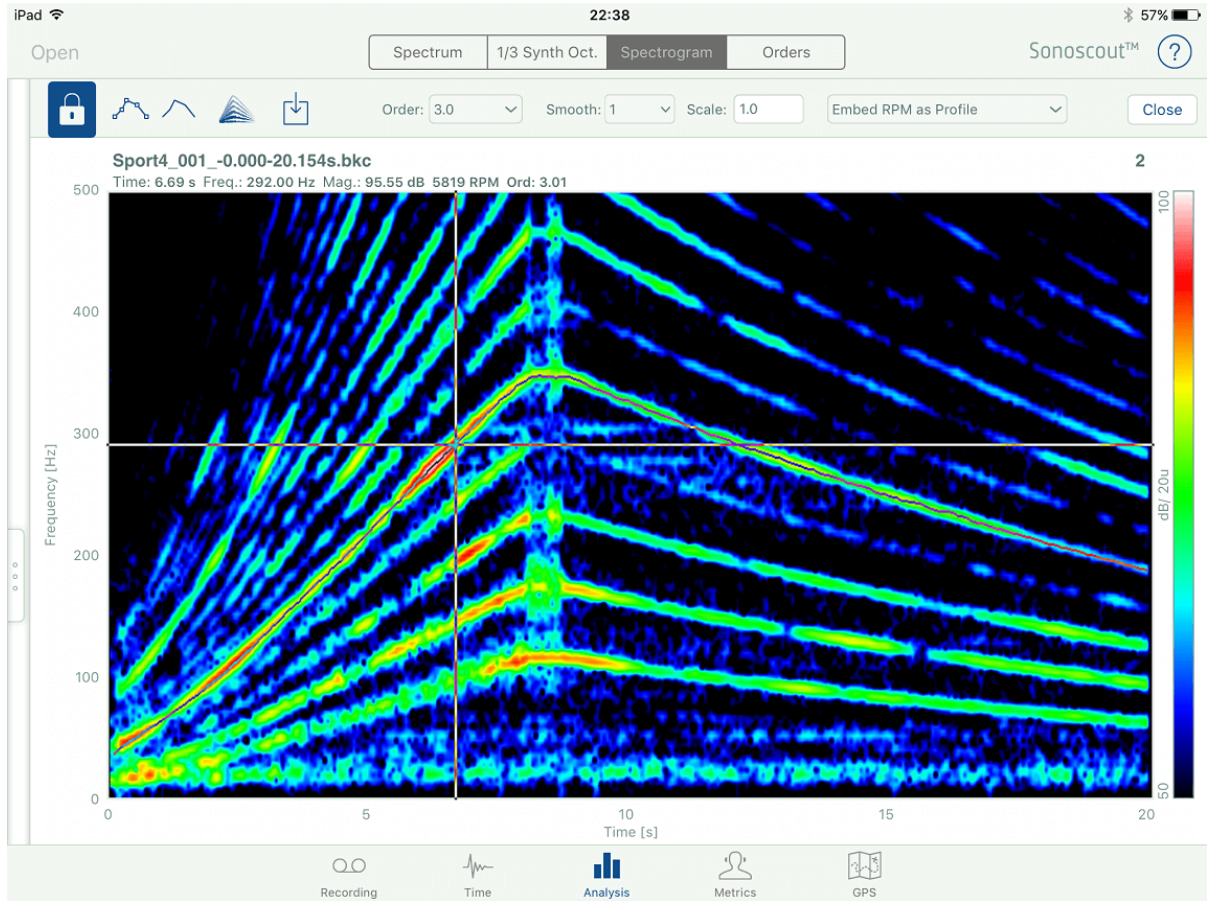 iPad 22:38 57%
Open Spectrum 1/3 Synth Oct. Spectrogram Orders Sonoscout™ ?
Order: 3.0 Smooth: 1 Scale: 1.0 Embed RPM as Profile Close
Sport4_001_-0.000-20.154s.bkc 2
Time: 6.69 s Freq.: 292.00 Hz Mag.: 95.55 dB 5819 RPM Ord: 3.01
500
400
300
200
100
0
Frequency [Hz]
0 5 10 15 20
Time [s]
100
dB/ 20u
50
Recording Time Analysis Metrics GPS